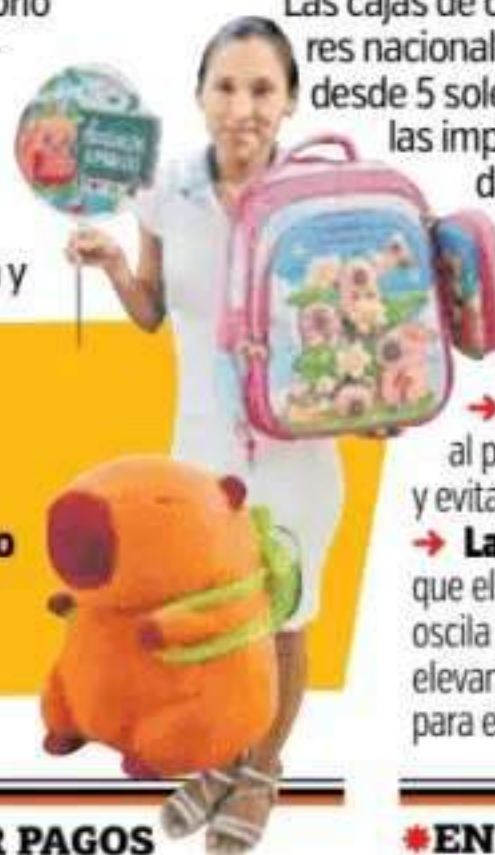 Las cajas de
res nacional
desde 5 sole
las imp
d
y
al p
y evita
→ La
que el
oscila
elevar
para e
o
R PAGOS
*EN